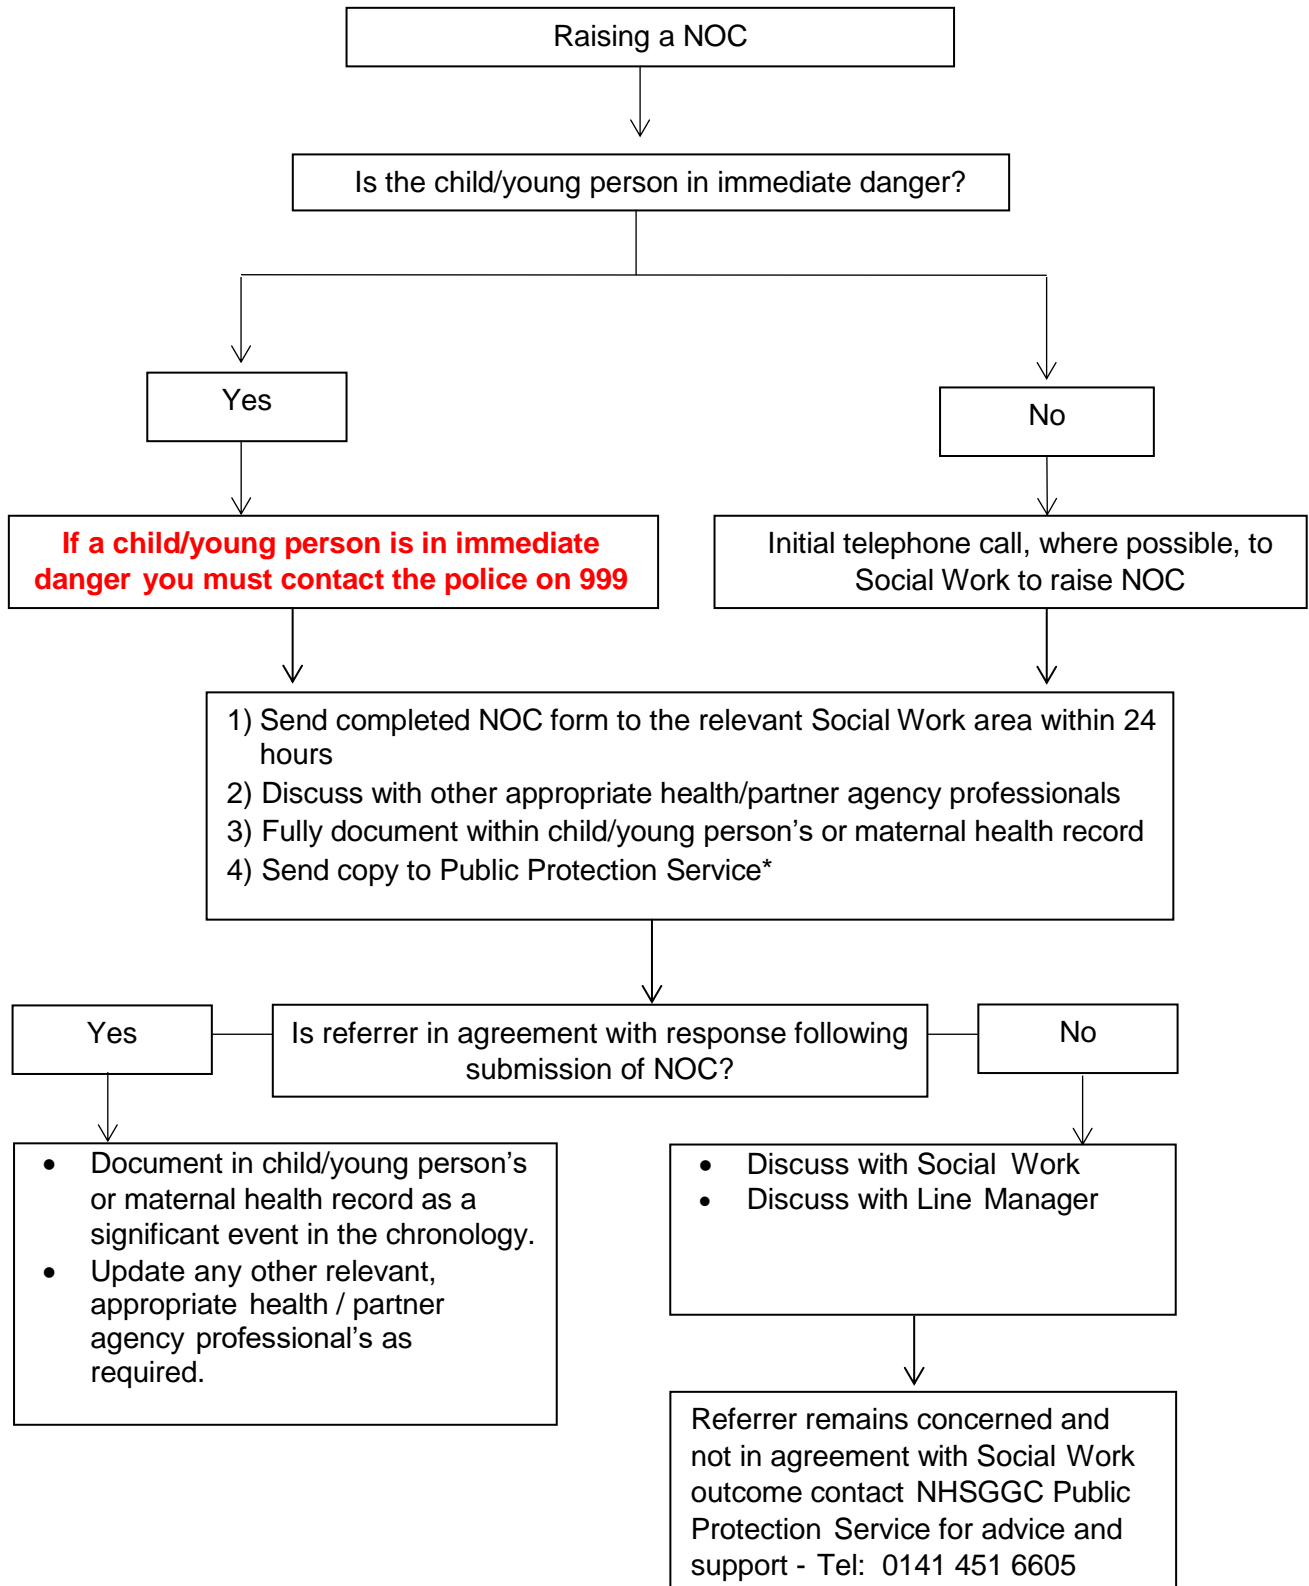 Raising a NOC
Is the child/young person in immediate danger?
Yes
No
If a child/young person is in immediate
danger you must contact the police on 999
Initial telephone call, where possible, to
Social Work to raise NOC
1) Send completed NOC form to the relevant Social Work area within 24
hours
2) Discuss with other appropriate health/partner agency professionals
3) Fully document within child/young person’s or maternal health record
4) Send copy to Public Protection Service*
Yes
Is referrer in agreement with response following
submission of NOC?
No
• Document in child/young person’s
or maternal health record as a
significant event in the chronology.
• Update any other relevant,
appropriate health / partner
agency professional’s as
required.
• Discuss with Social Work
• Discuss with Line Manager
Referrer remains concerned and
not in agreement with Social Work
outcome contact NHSGGC Public
Protection Service for advice and
support - Tel: 0141 451 6605